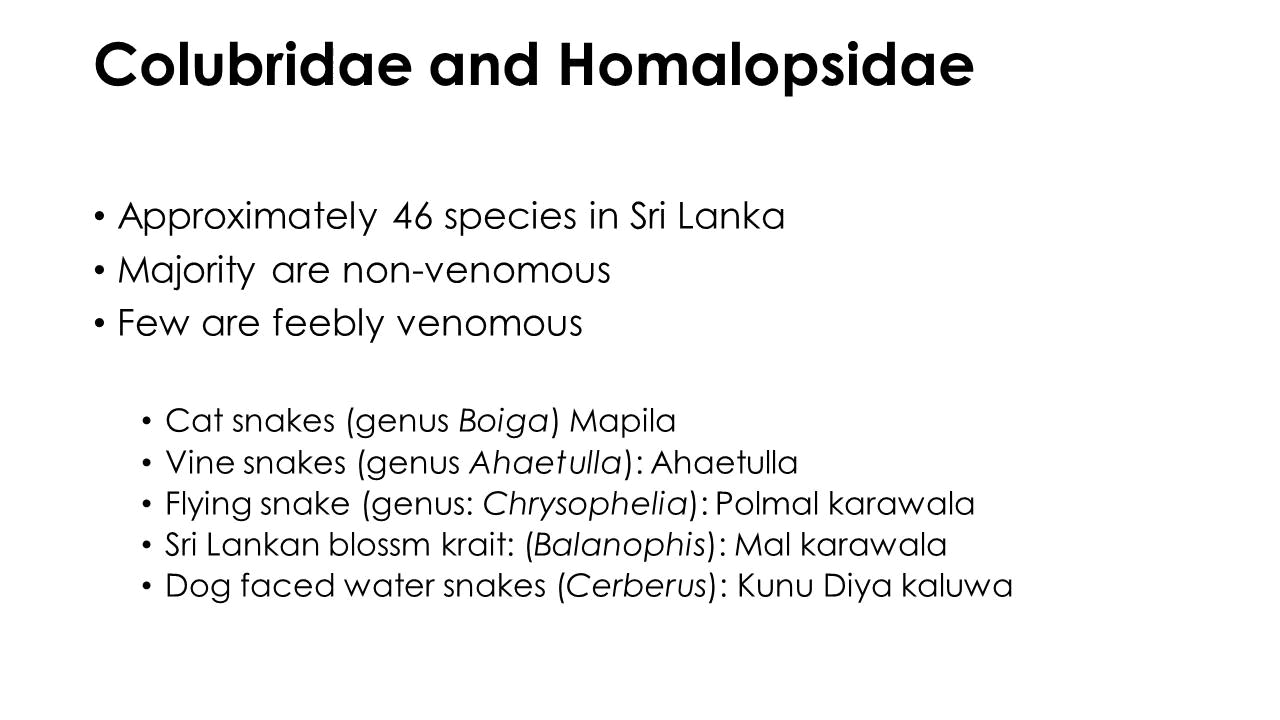 Colubridae and Homalopsidae
• Approximately 46 species in Sri Lanka
• Majority are non-venomous
• Few are feebly venomous
• Cat snakes (genus Boiga) Mapila
• Vine snakes (genus Ahaetulla): Ahaetulla
• Flying snake (genus: Chrysophelia): Polmal karawala
• Sri Lankan blossm krait: (Balanophis): Mal karawala
• Dog faced water snakes (Cerberus): Kunu Diya kaluwa